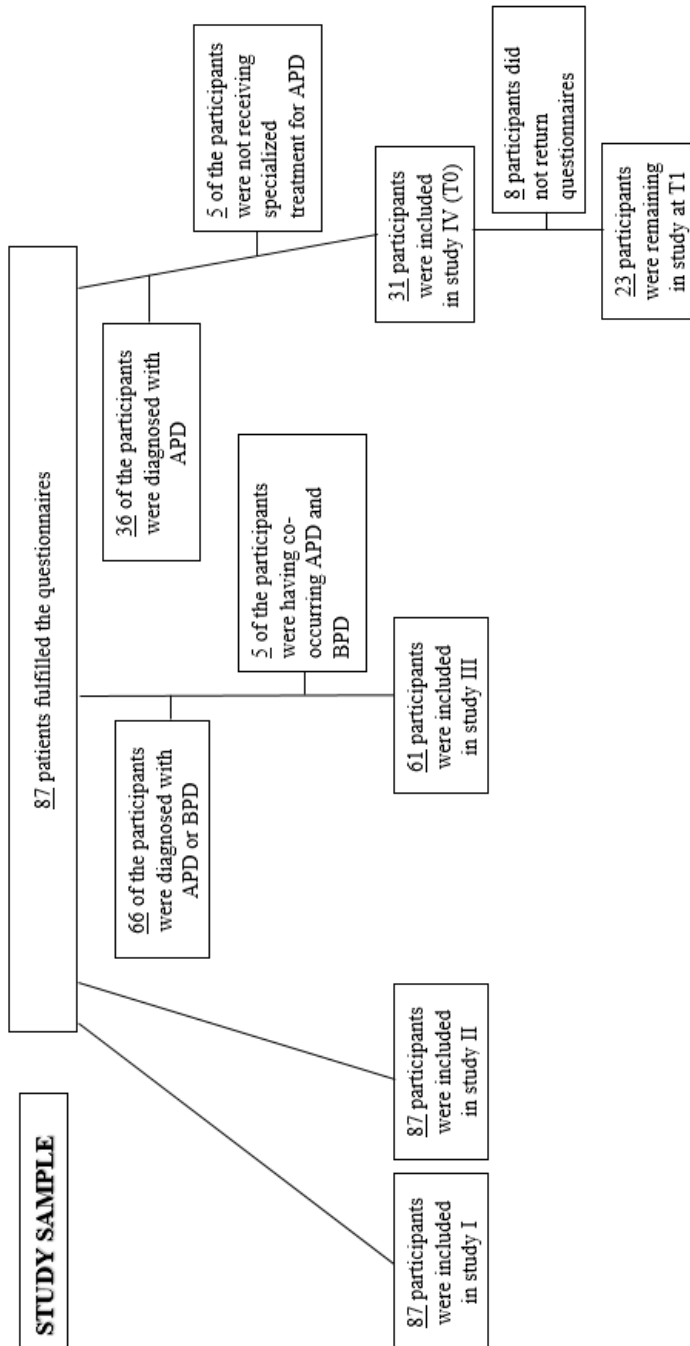 STUDY SAMPLE
87 patients fulfilled the questionnaires
66 of the participants
were diagnosed with
APD or BPD
36 of the participants
were diagnosed with
APD
5 of the participants
were not receiving
specialized
treatment for APD
5 of the participants
were having co-
occurring APD and
BPD
87 participants
were included
in study I
87 participants
were included
in study II
61 participants
were included
in study III
31 participants
were included
in study IV (T0)
8 participants did
not return
questionnaires
23 participants
were remaining
in study at T1